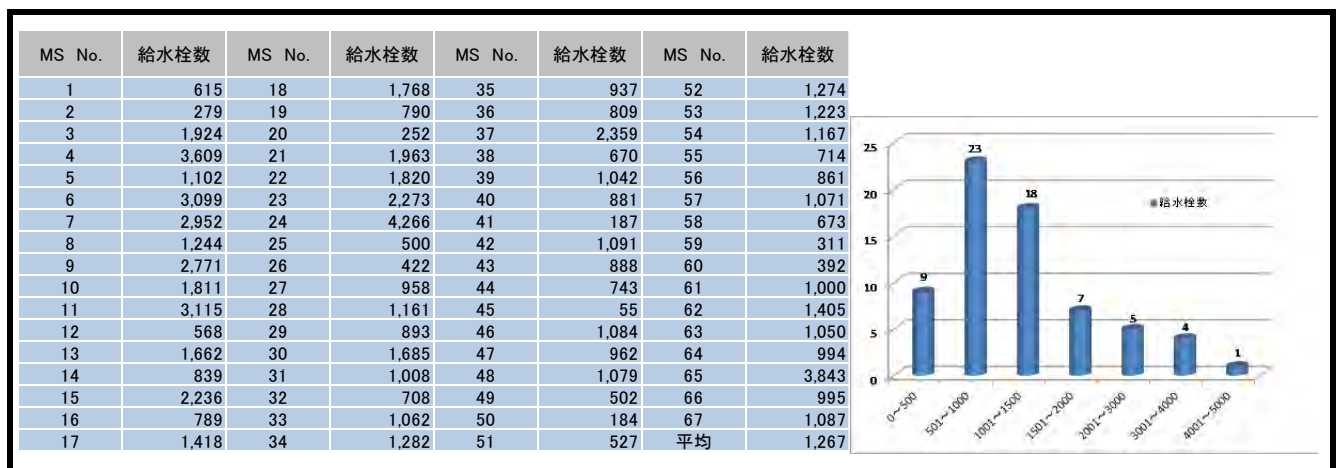 MS No. 給水栓数 MS No. 給水栓数 MS No. 給水栓数 MS No. 給水栓数
1 615 18 1,768 35 937 52 1,274
2 279 19 790 36 809 53 1,223
3 1,924 20 252 37 2,359 54 1,167
4 3,609 21 1,963 38 670 55 714
5 1,102 22 1,820 39 1,042 56 861
6 3,099 23 2,273 40 881 57 1,071
7 2,952 24 4,266 41 187 58 673
8 1,244 25 500 42 1,091 59 311
9 2,771 26 422 43 888 60 392
10 1,811 27 958 44 743 61 1,000
11 3,115 28 1,161 45 55 62 1,405
12 568 29 893 46 1,084 63 1,050
13 1,662 30 1,685 47 962 64 994
14 839 31 1,008 48 1,079 65 3,843
15 2,236 32 708 49 502 66 995
16 789 33 1,062 50 184 67 1,087
17 1,418 34 1,282 51 527 平均 1,267
25
20
15
10
5
0
9 23 18 7 5 4 1
給水栓数
0～500 501～1000 1001～1500 1501～2000 2001～3000 3001～4000 4001～5000